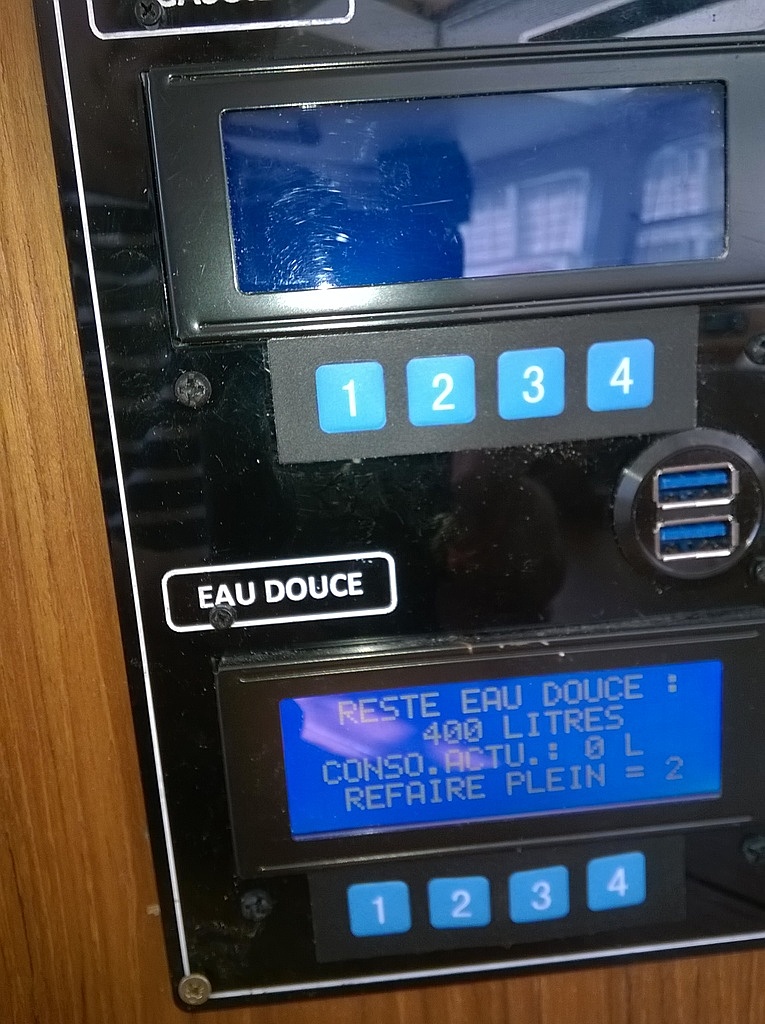 1 2 3 4
EAU DOUCE
RESTE EAU DOUCE :
400 LITRES
CONSO.ACTU.: 0 L
REFAIRE PLEIN = 2
1 2 3 4